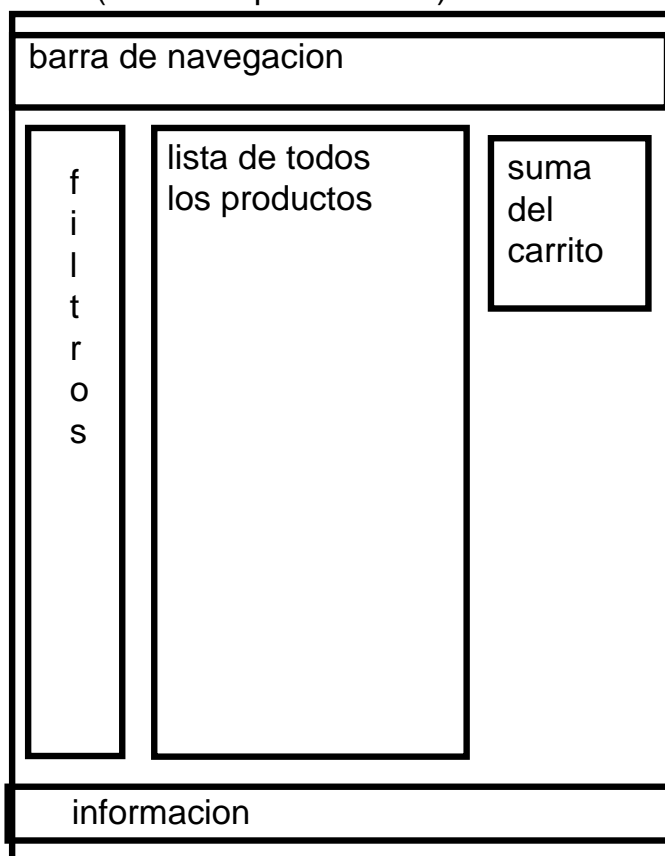 barra de navegacion
f
i
l
t
r
o
s
lista de todos
los productos
suma
del
carrito
informacion